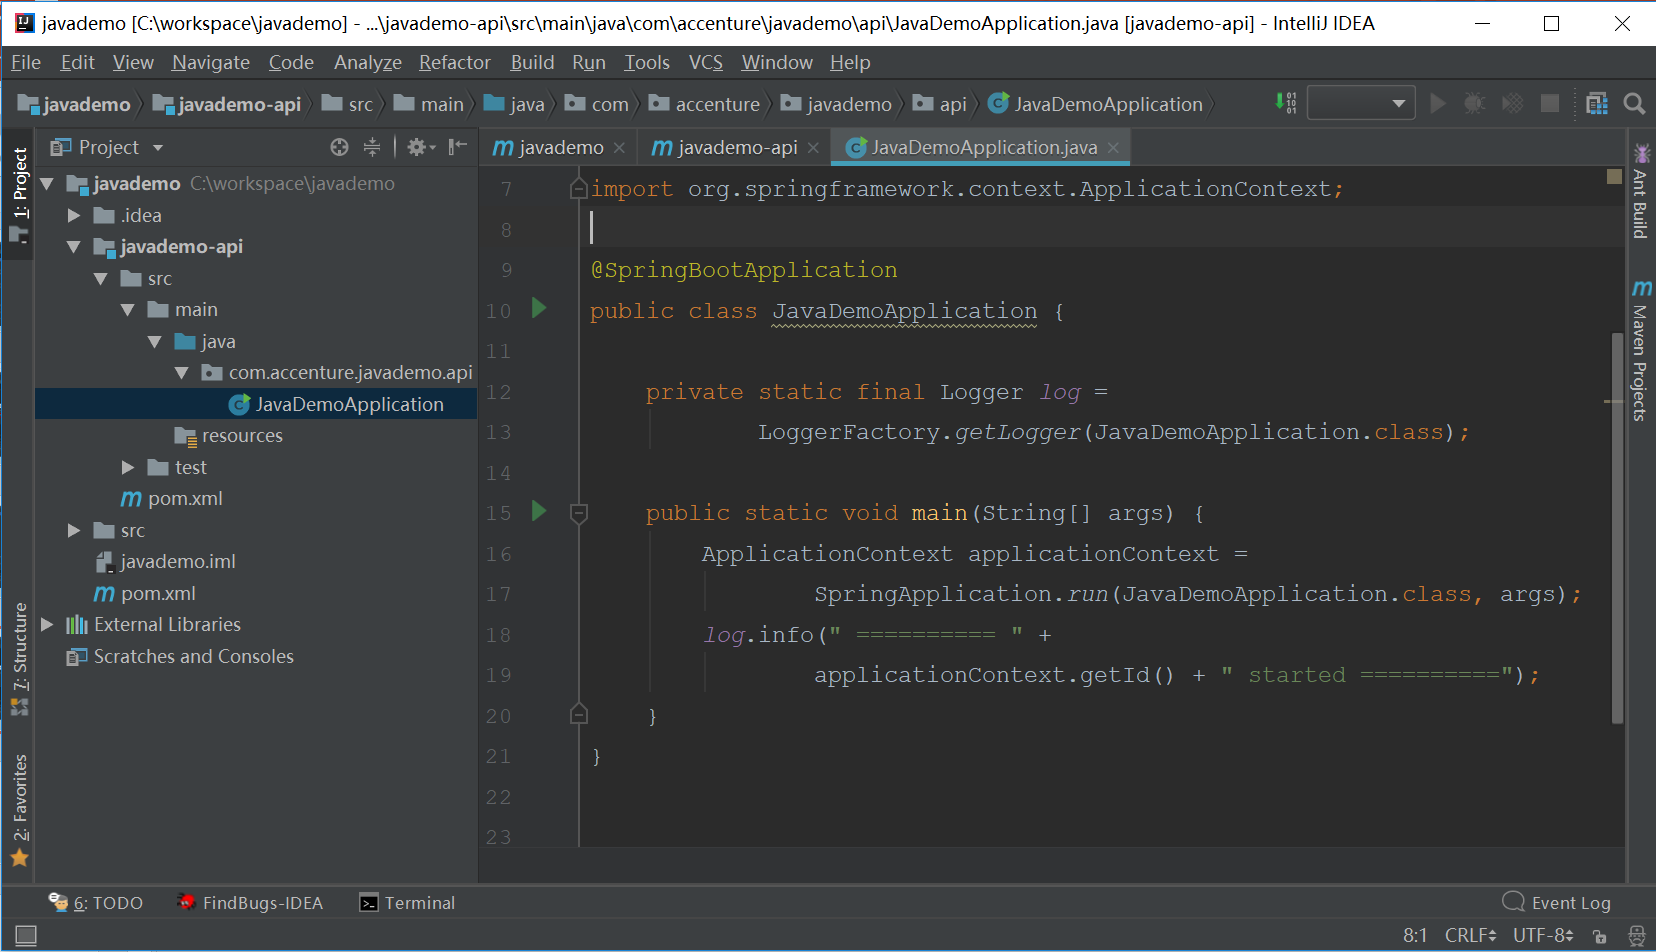 javademo [C:\workspace\javademo] - ...\javademo-api\src\main\java\com\accenture\javademo\api\JavaDemoApplication.java [javademo-api] - IntelliJ IDEA
File Edit View Navigate Code Analyze Refactor Build Run Tools VCS Window Help
javademo javademo-api src main java com accenture javademo api JavaDemoApplication
1: Project
7: Structure
2: Favorites
Project
javademo C:\workspace\javademo
.idea
javademo-api
src
main
java
com.accenture.javademo.api
JavaDemoApplication
resources
test
pom.xml
src
javademo.iml
pom.xml
External Libraries
Scratches and Consoles
javademo javademo-api JavaDemoApplication.java
7 import org.springframework.context.ApplicationContext;
8
9 @SpringBootApplication
10 public class JavaDemoApplication {
11
12 private static final Logger log =
13 LoggerFactory.getLogger(JavaDemoApplication.class);
14
15 public static void main(String[] args) {
16 ApplicationContext applicationContext =
17 SpringApplication.run(JavaDemoApplication.class, args);
18 log.info(" ========== " +
19 applicationContext.getId() + " started ==========");
20 }
21 }
22
23
Ant Build
Maven Projects
6: TODO FindBugs-IDEA Terminal Event Log
8:1 CRLF UTF-8